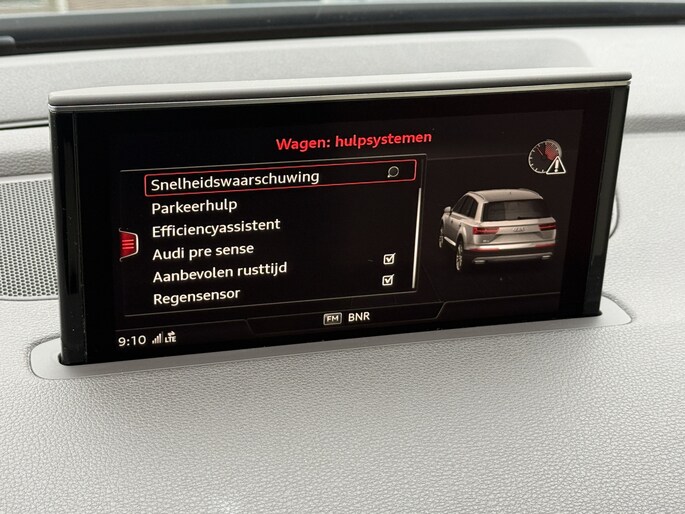 Wagen: hulpsystemen
Snelheidswaarschuwing
Parkeerhulp
Efficiencyassistent
Audi pre sense
Aanbevolen rusttijd
Regensensor
FM BNR
9:10 LTE